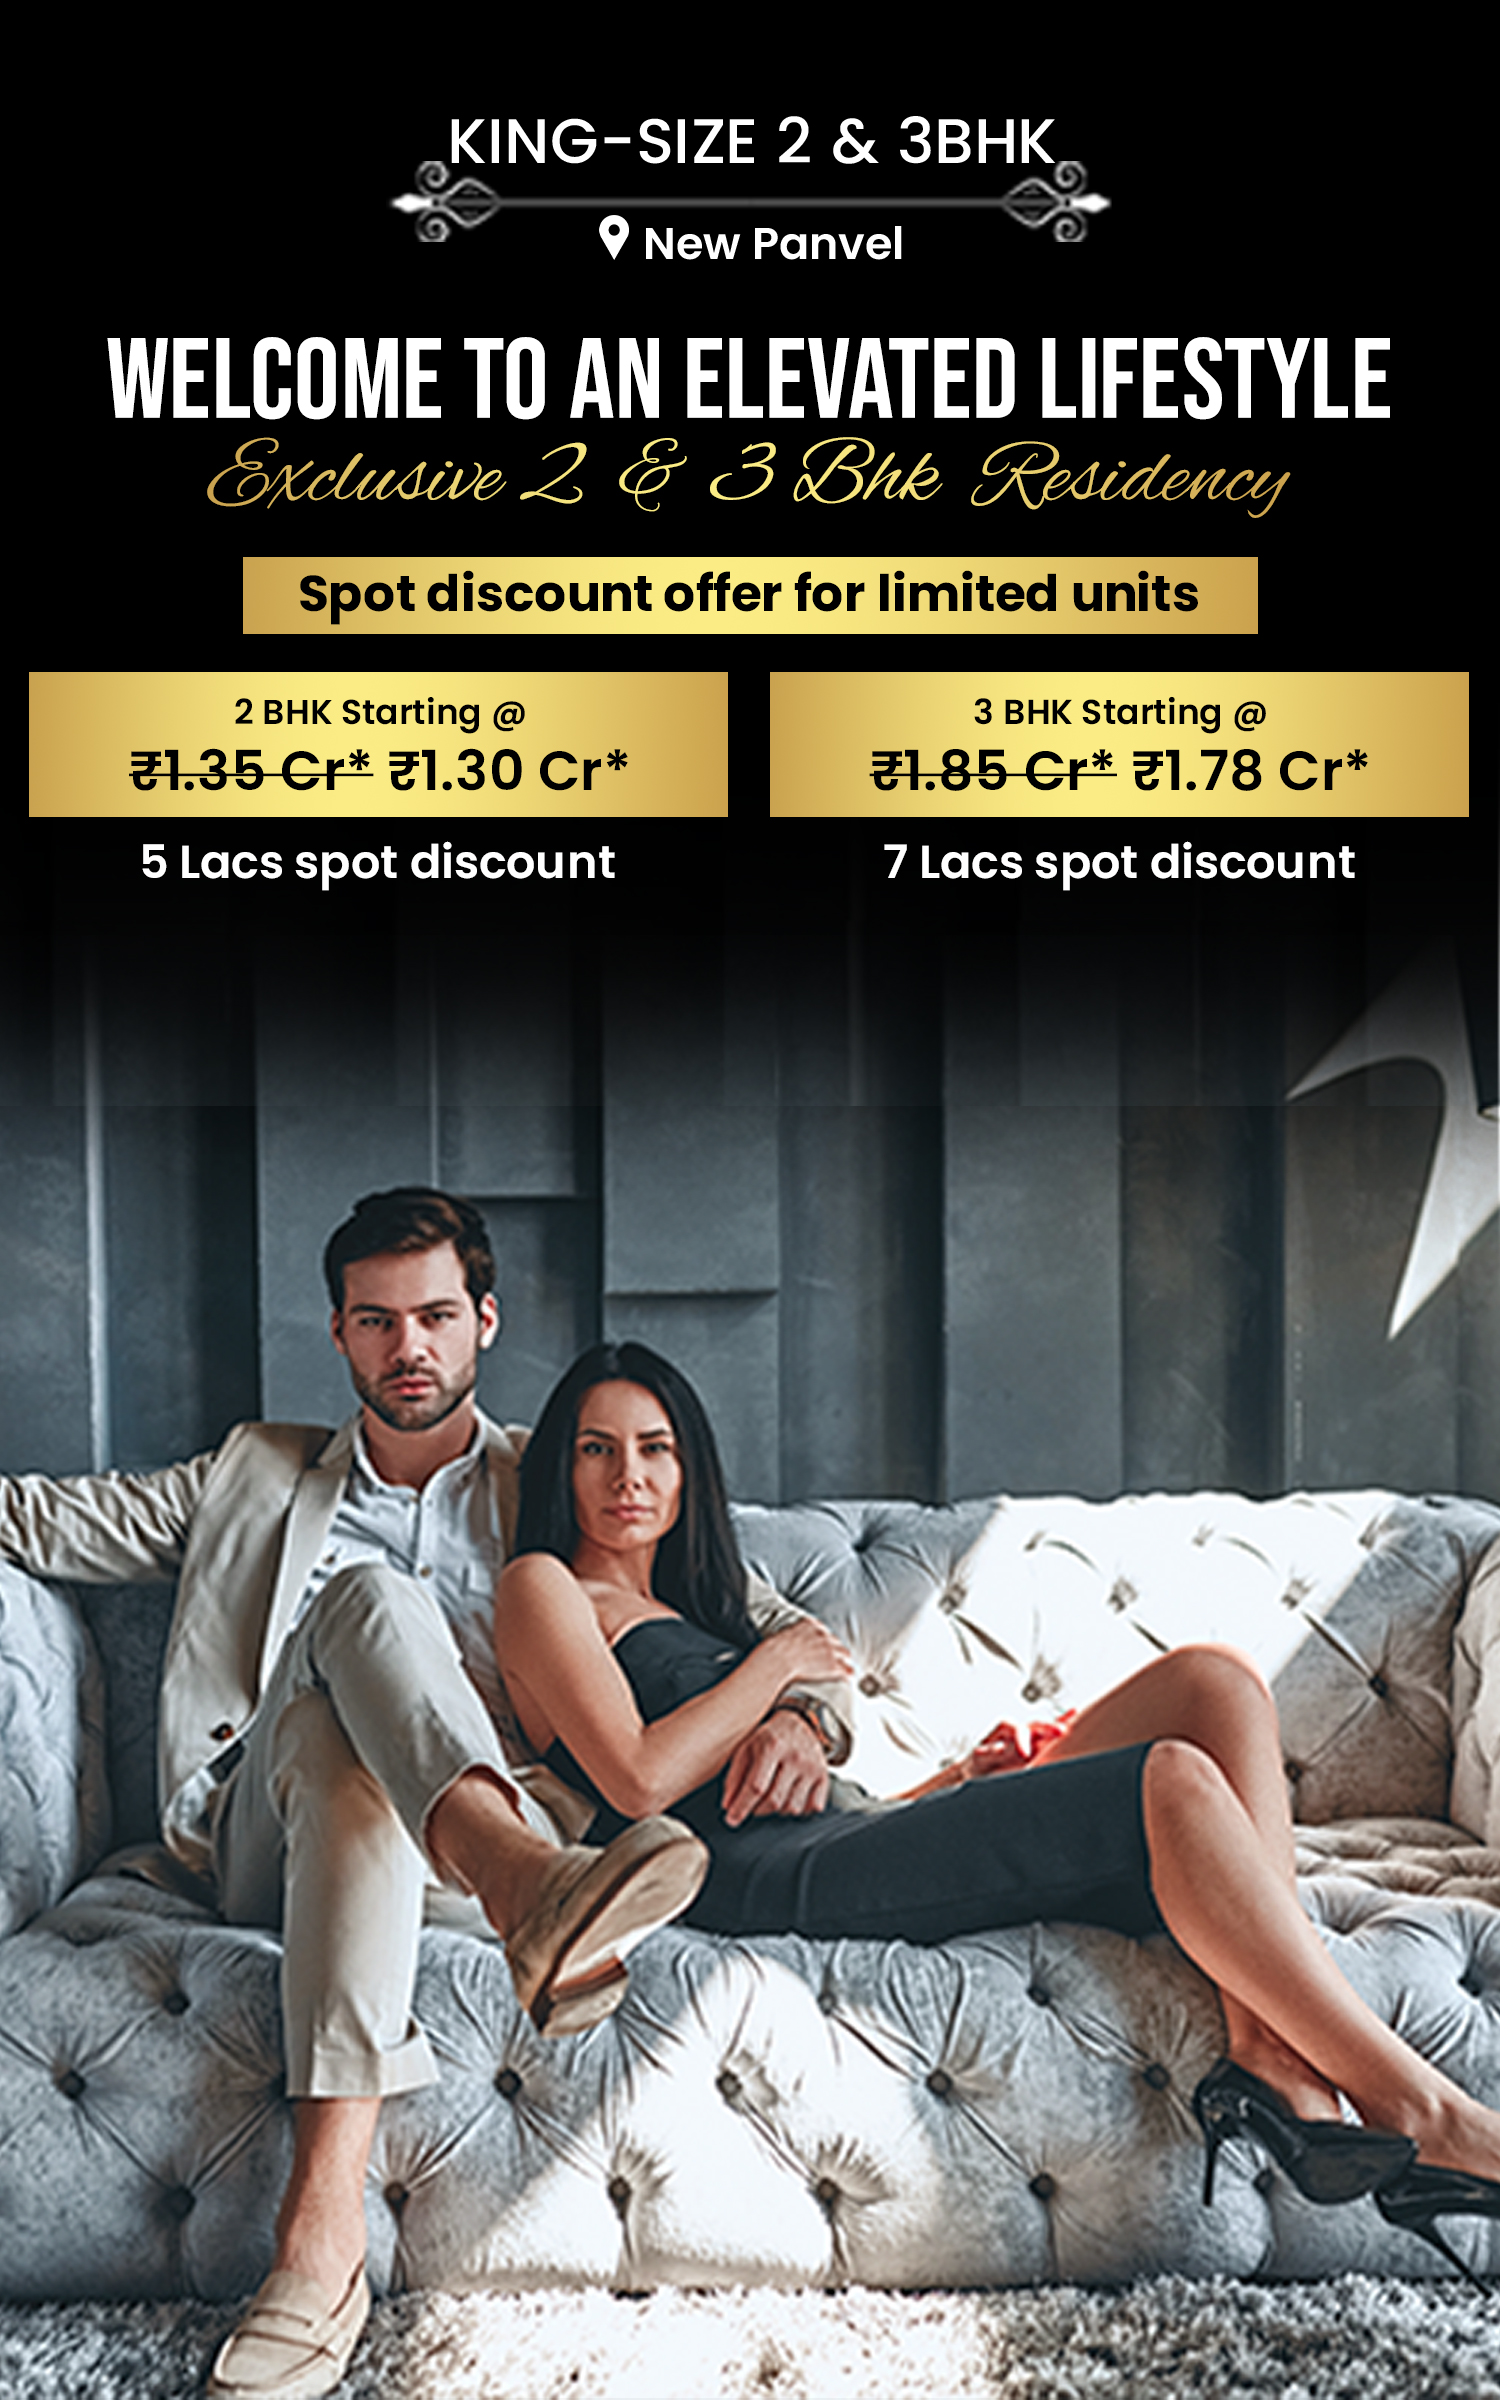 KING-SIZE 2 & 3BHK
New Panvel
WELCOME TO AN ELEVATED LIFESTYLE
Exclusive 2 & 3 Bhk Residency
Spot discount offer for limited units
2 BHK Starting @
₹1.35 Cr* ₹1.30 Cr*
5 Lacs spot discount
3 BHK Starting @
₹1.85 Cr* ₹1.78 Cr*
7 Lacs spot discount